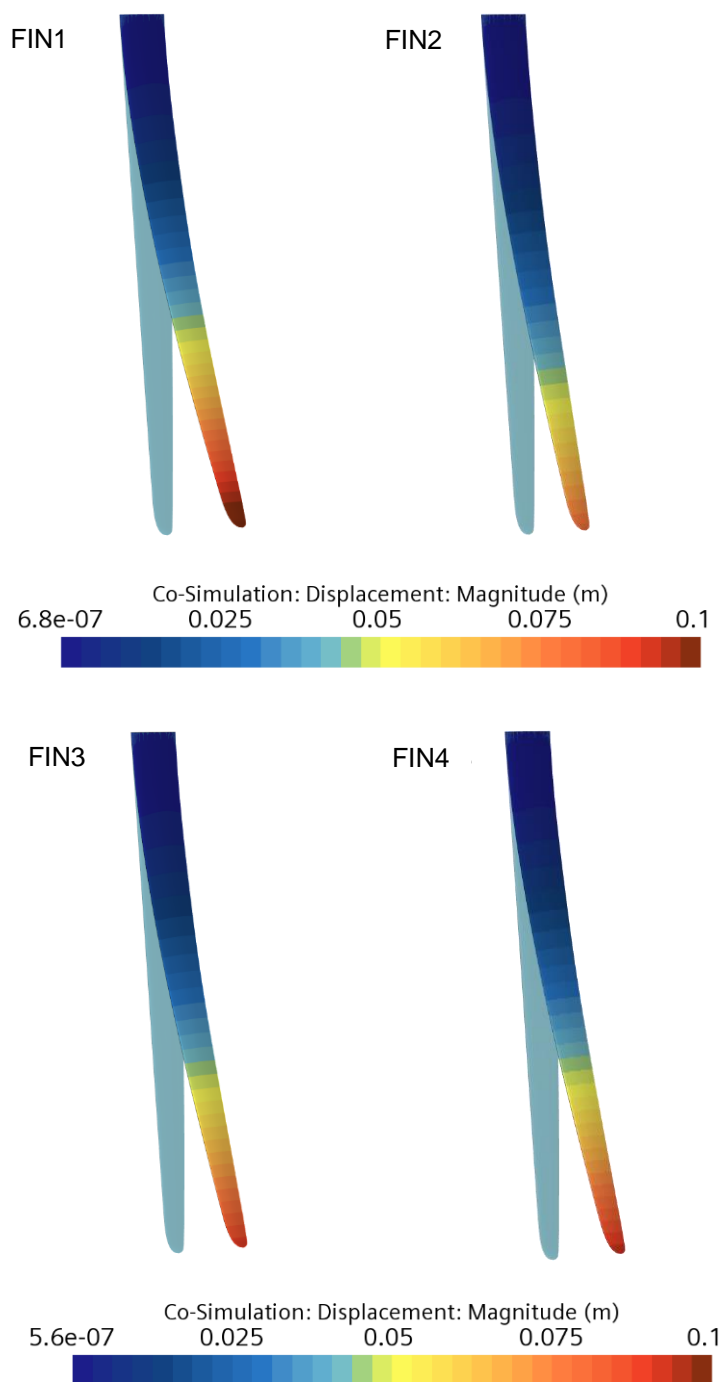 FIN1 FIN2
Co-Simulation: Displacement: Magnitude (m)
6.8e-07 0.025 0.05 0.075 0.1
FIN3 FIN4
Co-Simulation: Displacement: Magnitude (m)
5.6e-07 0.025 0.05 0.075 0.1